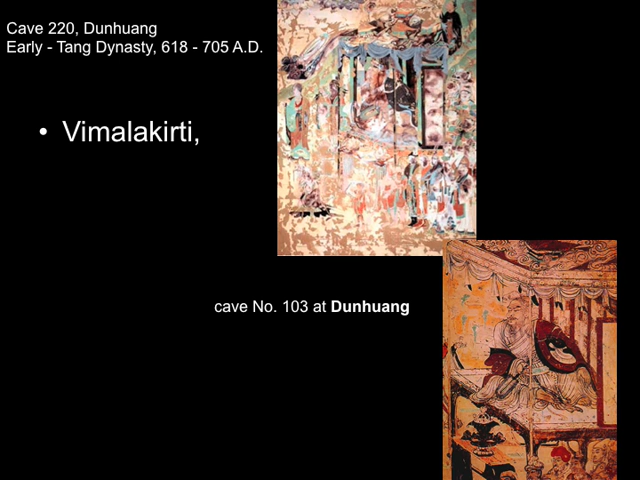 Cave 220, Dunhuang
Early - Tang Dynasty, 618 - 705 A.D.
• Vimalakirti,
cave No. 103 at Dunhuang